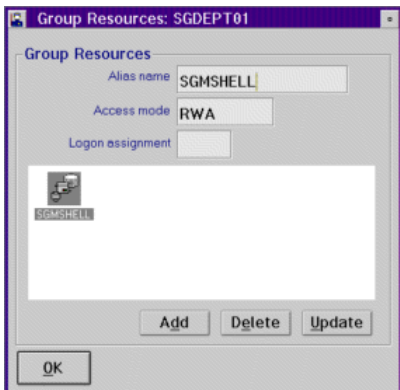 Group Resources: SGDEPT01
Group Resources
Alias name SGMSHELL
Access mode RWA
Logon assignment
SGMSHELL
Add Delete Update
OK